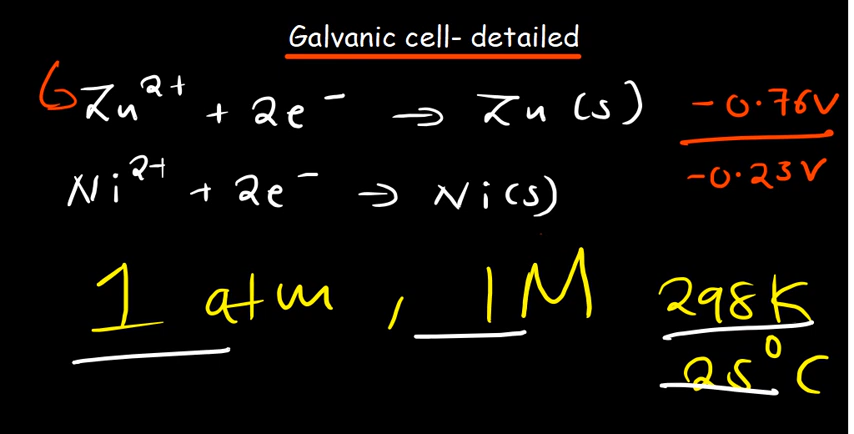 Galvanic cell- detailed
Zn²⁺ + 2e⁻ → Zn (s) -0.76V
Ni²⁺ + 2e⁻ → Ni(s) -0.23V
1 atm, 1M 298K
25°C